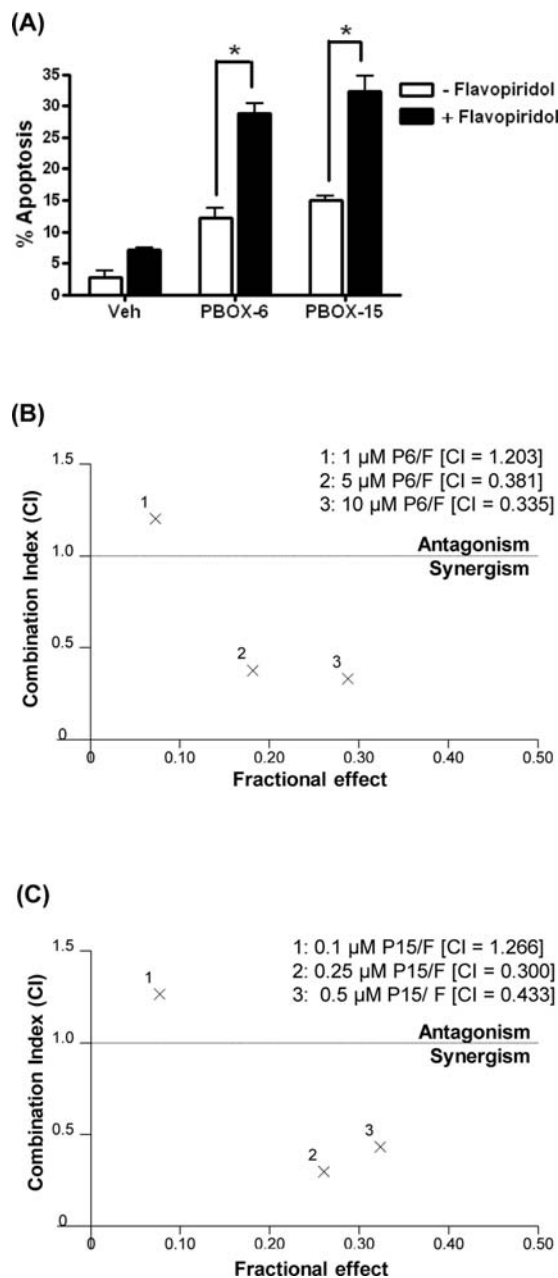 (A)
*
*
35
30
25
20
15
10
5
0
% Apoptosis
Veh
PBOX-6
PBOX-15
- Flavopiridol
+ Flavopiridol
(B)
1: 1 µM P6/F [CI = 1.203]
2: 5 µM P6/F [CI = 0.381]
3: 10 µM P6/F [CI = 0.335]
Antagonism
Synergism
Combination Index (CI)
1.5
1.0
0.5
0
1
2
3
0
0.10
0.20
0.30
0.40
0.50
Fractional effect
(C)
1: 0.1 µM P15/F [CI = 1.266]
2: 0.25 µM P15/F [CI = 0.300]
3: 0.5 µM P15/ F [CI = 0.433]
Antagonism
Synergism
Combination Index (CI)
1.5
1.0
0.5
0
1
2
3
0
0.10
0.20
0.30
0.40
0.50
Fractional effect